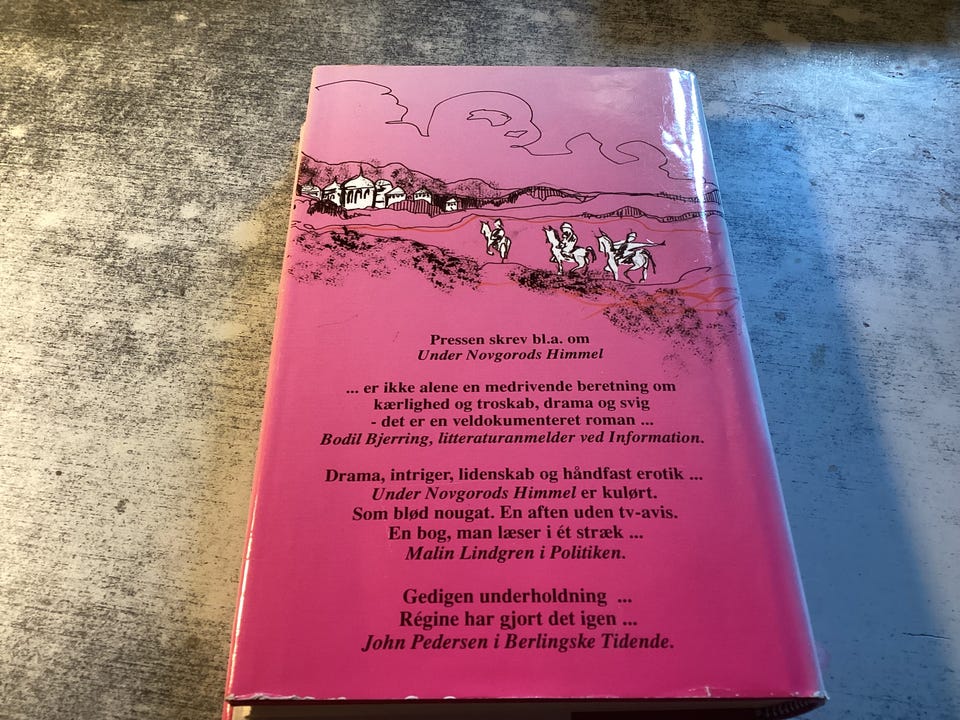 Pressen skrev bl.a. om
Under Novgorods Himmel
... er ikke alene en medrivende beretning om
kærlighed og troskab, drama og svig
- det er en veldokumenteret roman ...
Bodil Bjerring, litteraturanmelder ved Information.
Drama, intriger, lidenskab og håndfast erotik ...
Under Novgorods Himmel er kulørt.
Som blød nougat. En aften uden tv-avis.
En bog, man læser i ét stræk ...
Malin Lindgren i Politiken.
Gedigen underholdning ...
Régine har gjort det igen ...
John Pedersen i Berlingske Tidende.